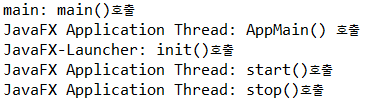 main: main()호출
JavaFX Application Thread: AppMain() 호출
JavaFX-Launcher: init()호출
JavaFX Application Thread: start()호출
JavaFX Application Thread: stop()호출